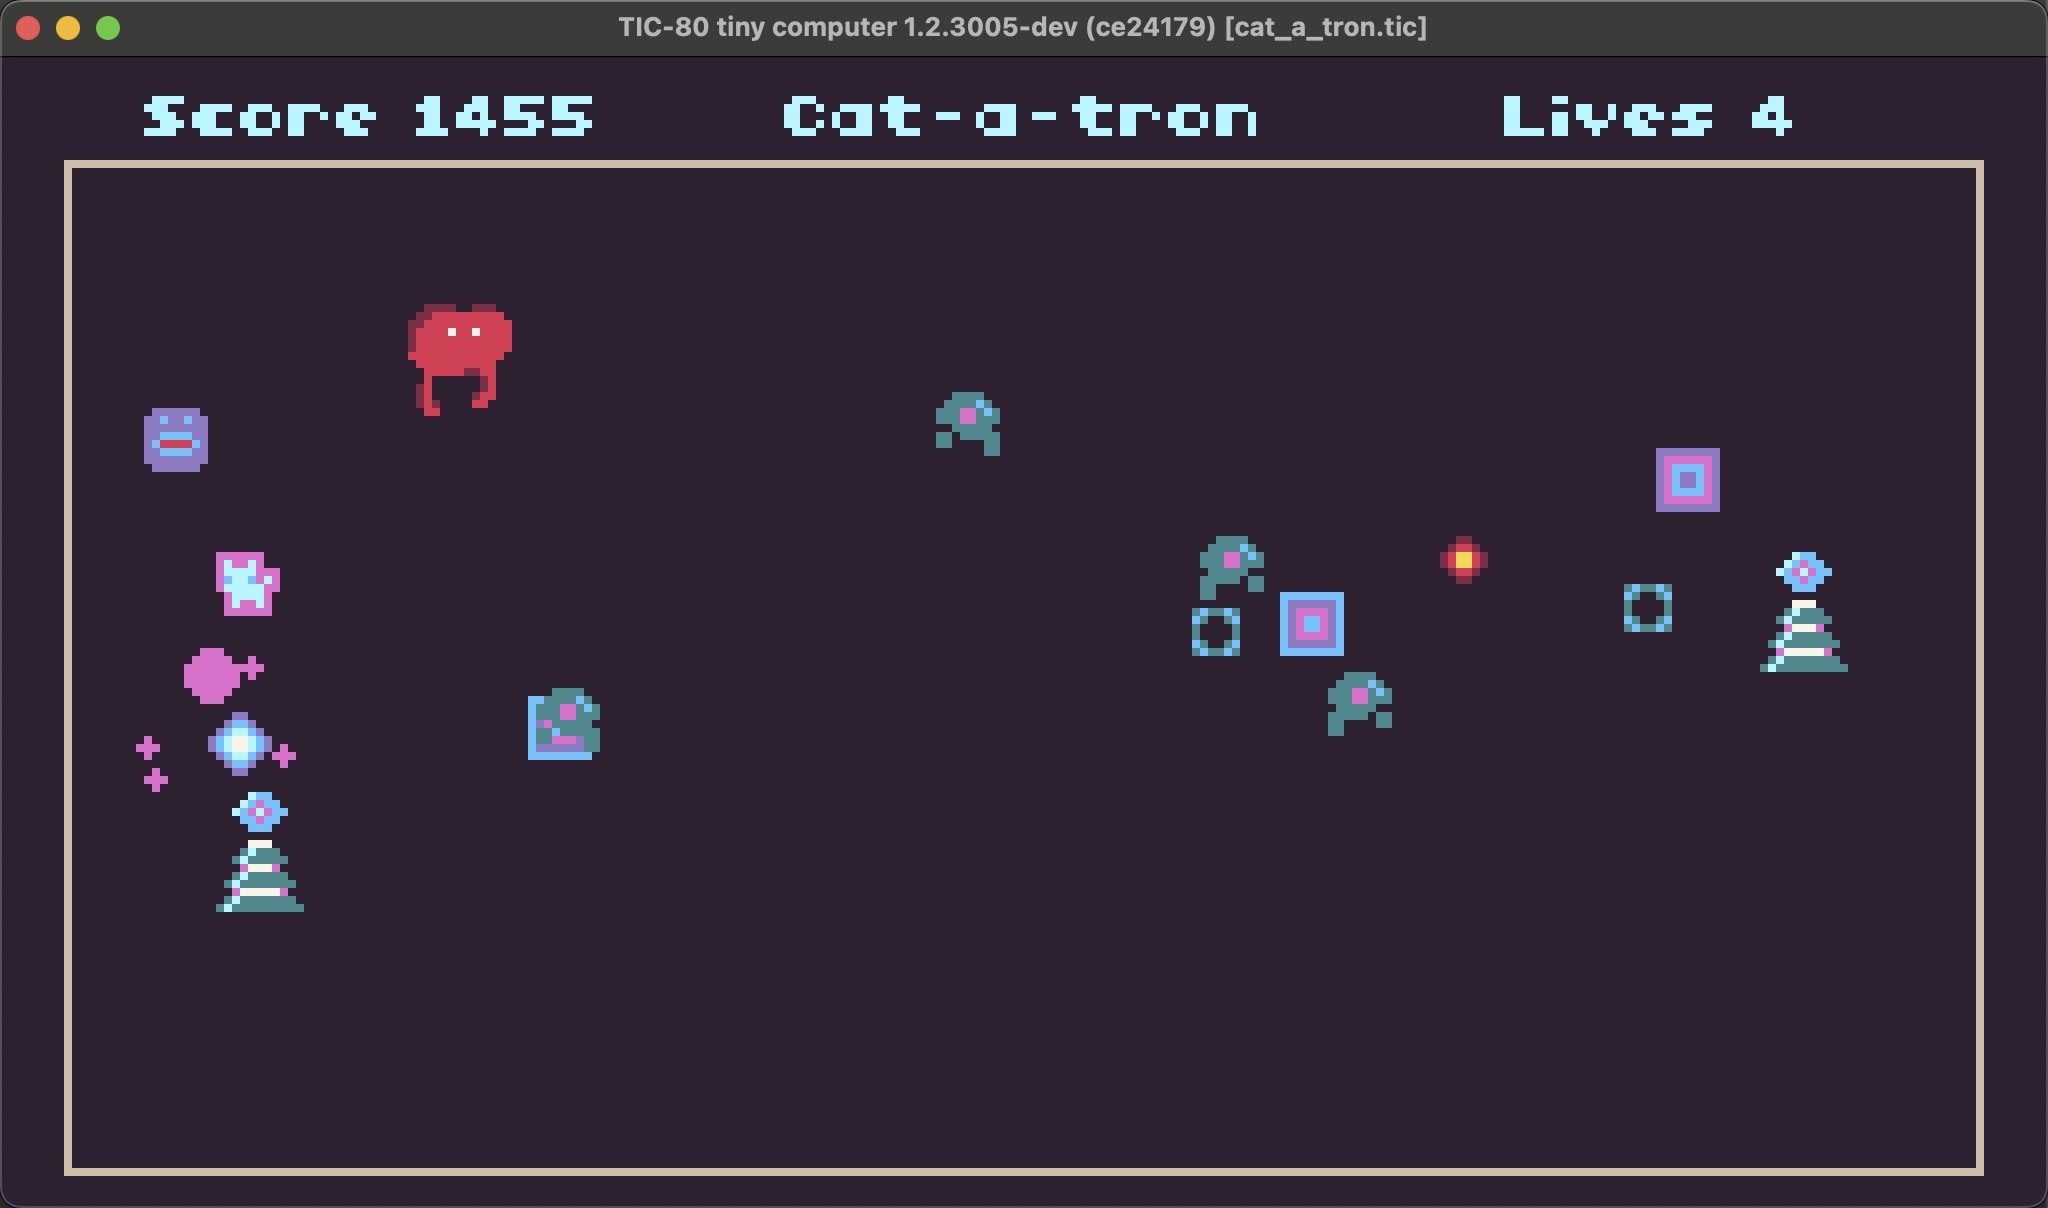 TIC-80 tiny computer 1.2.3005-dev (ce24179) [cat_a_tron.tic]
Score 1455 Cat-a-tron Lives 4